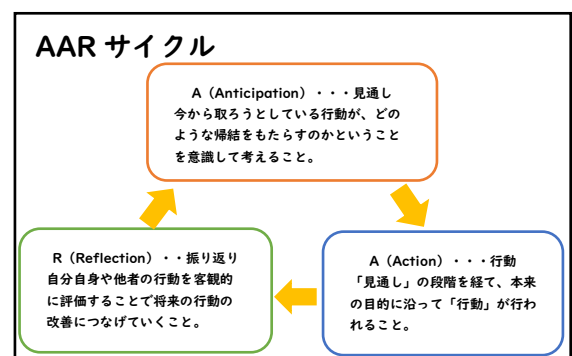 AAR サイクル
A（Anticipation）・・・見通し
今から取ろうとしている行動が、どの
ような帰結をもたらすのかということ
を意識して考えること。
R（Reflection）・・振り返り
自分自身や他者の行動を客観的
に評価することで将来の行動の
改善につなげていくこと。
A（Action）・・・行動
「見通し」の段階を経て、本来
の目的に沿って「行動」が行わ
れること。